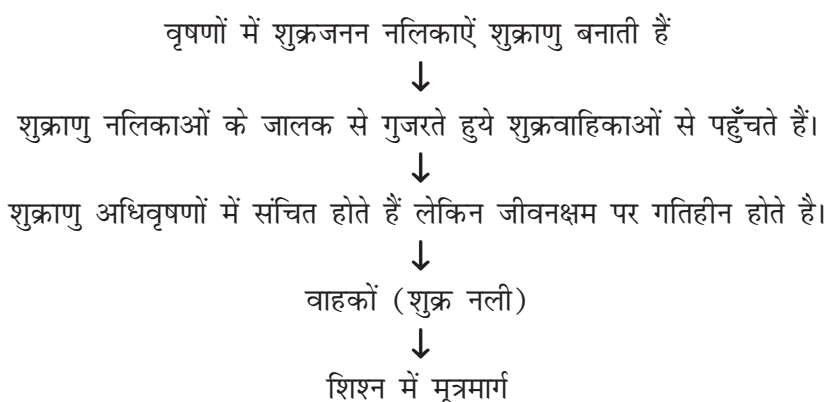 वृषणों में शुक्रजनन नलिकाऐं शुक्राणु बनाती हैं
↓
शुक्राणु नलिकाओं के जालक से गुजरते हुये शुक्रवाहिकाओं से पहुँचते हैं।
↓
शुक्राणु अधिवृषणों में संचित होते हैं लेकिन जीवनक्षम पर गतिहीन होते है।
↓
वाहकों (शुक्र नली)
↓
शिश्न में मूत्रमार्ग